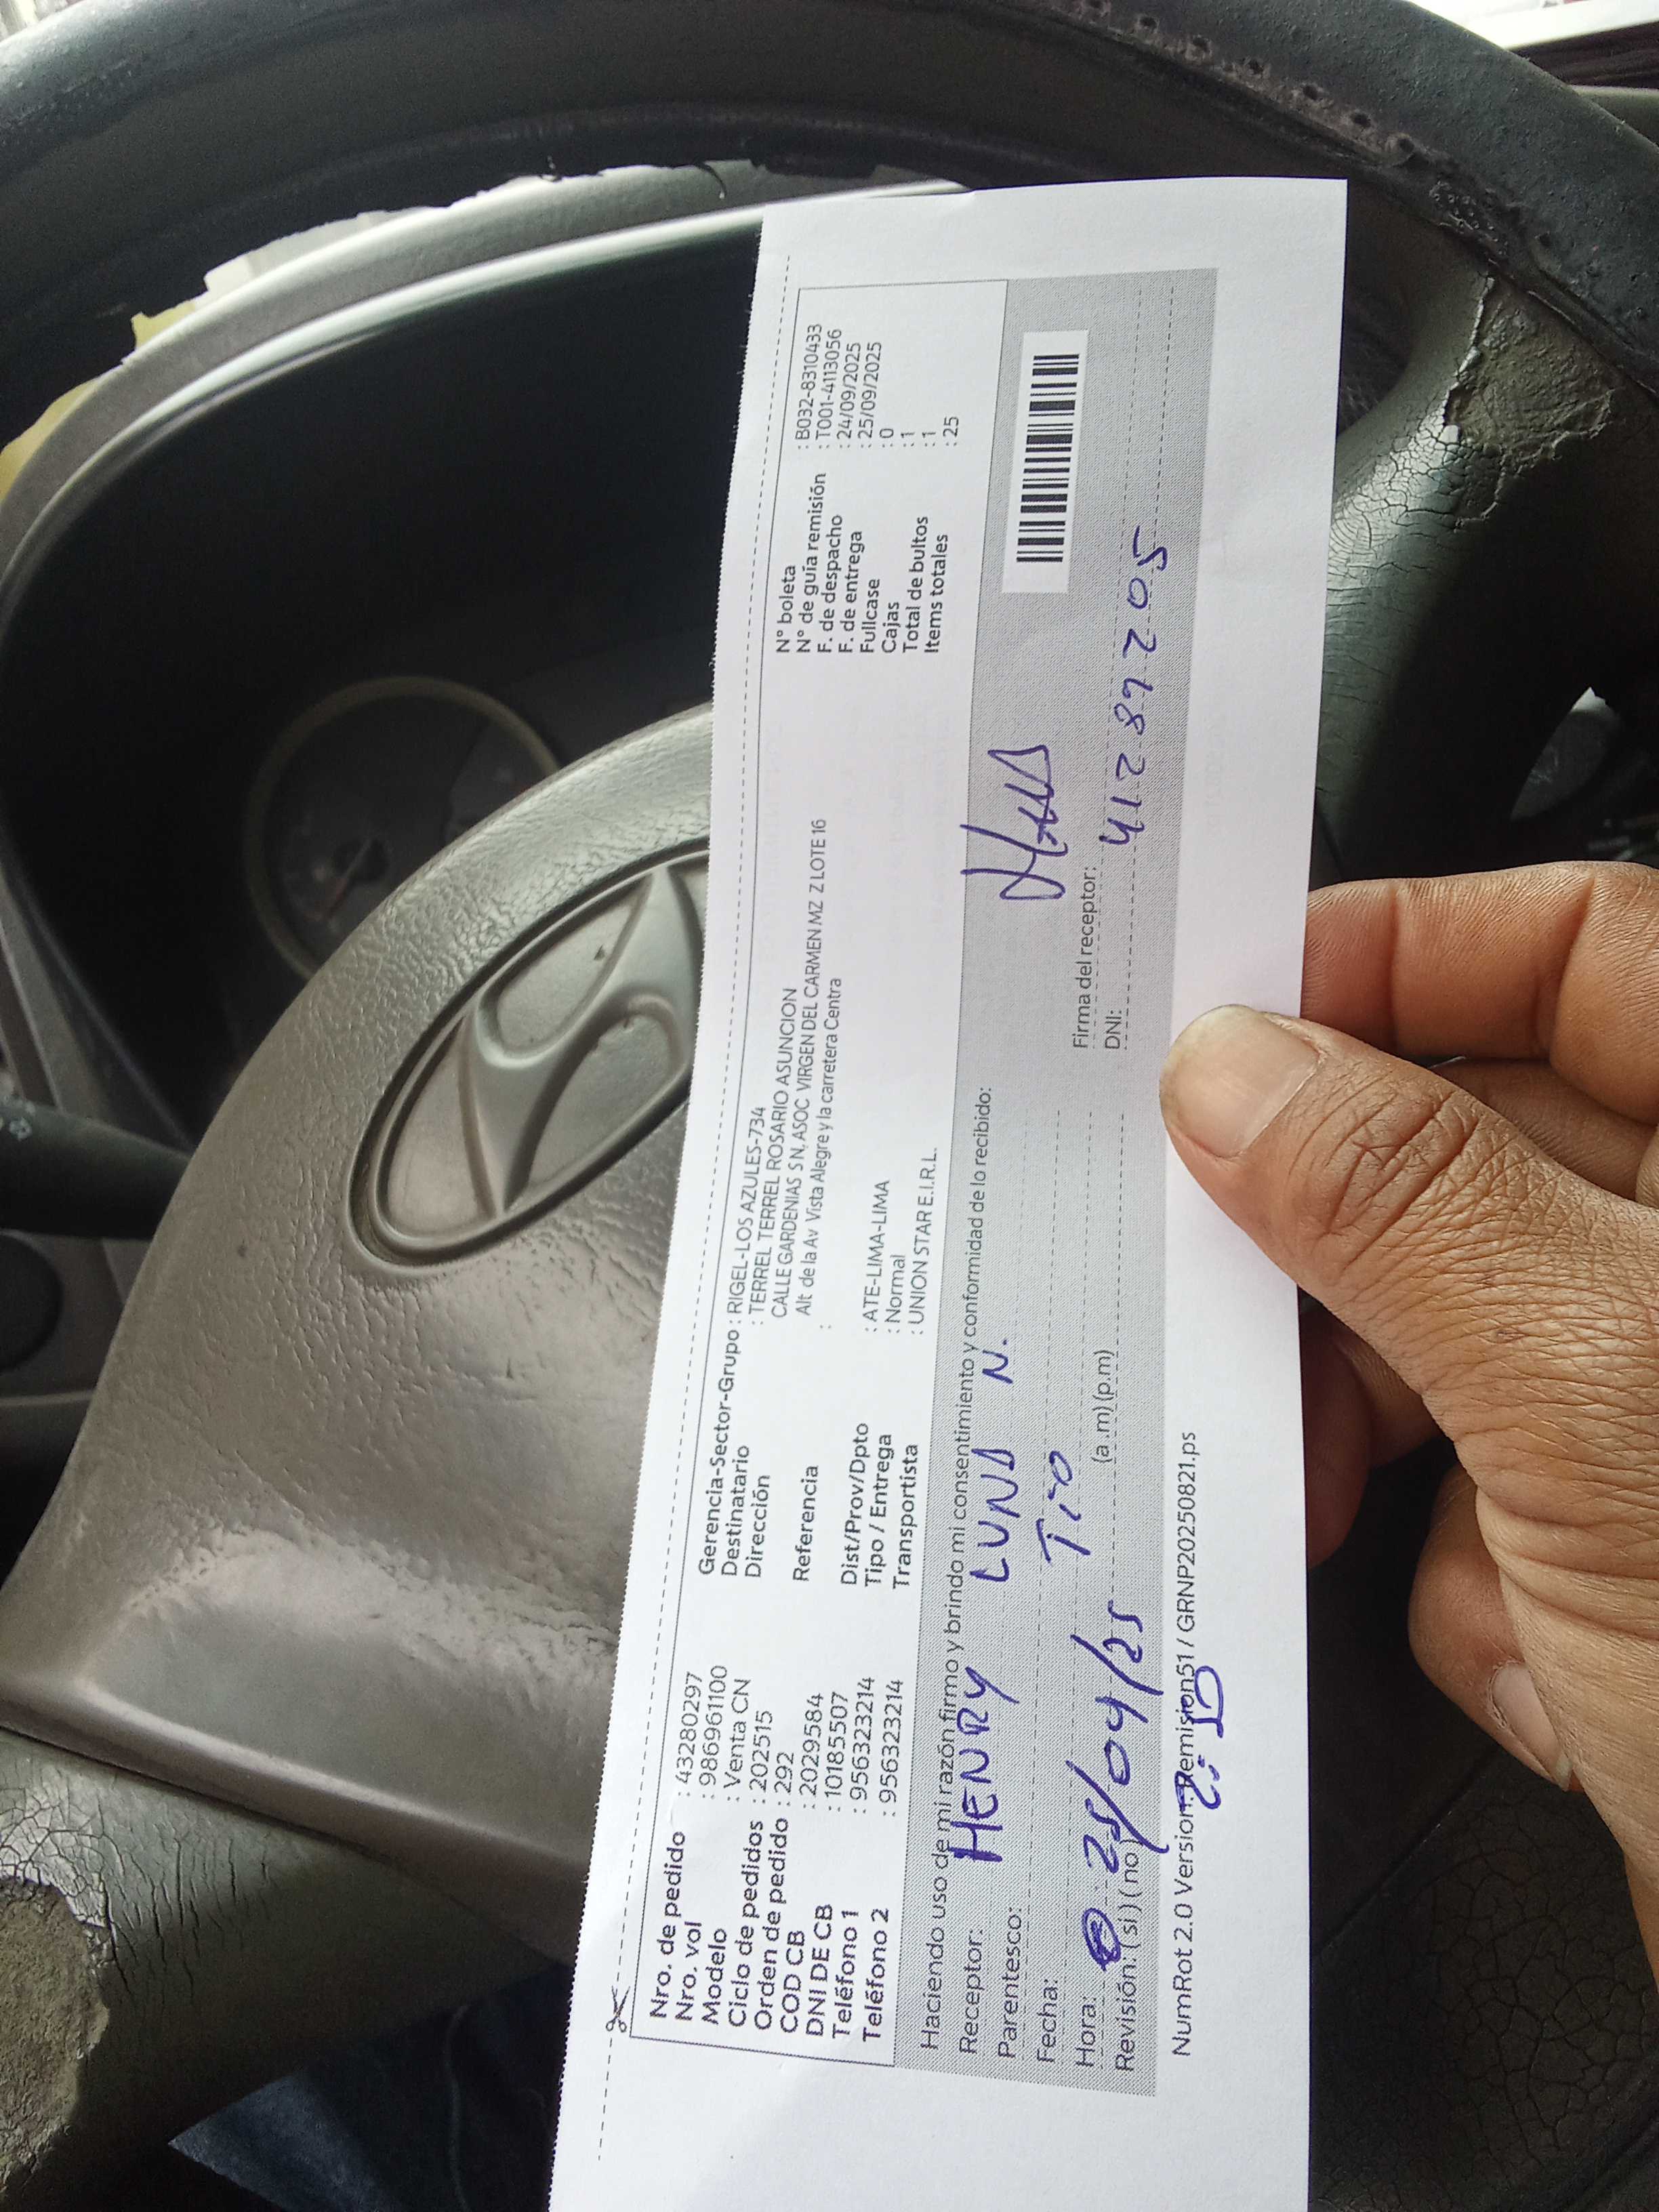 Nro. de pedido : 43280297
Nro. vol : 986961100
Modelo : Venta CN
Ciclo de pedidos : 202515
Orden de pedido : 292
COD CB : 2029584
DNI DE CB : 10185507
Teléfono 1 : 956323214
Teléfono 2 : 956323214
Gerencia-Sector-Grupo : RIGEL-LOS AZULES-734
Destinatario : TERREL TERREL ROSARIO ASUNCION
Dirección CALLE GARDENIAS S N, ASOC VIRGEN DEL CARMEN MZ Z LOTE 16
Alt de la Av Vista Alegre y la carretera Centra
Referencia :
Dist/Prov/Dpto : ATE-LIMA-LIMA
Tipo / Entrega : Normal
Transportista : UNION STAR E.I.R.L.
N° boleta : B032-8310433
N° de guía remisión : T001-4113056
F. de despacho : 24/09/2025
F. de entrega : 25/09/2025
Fullcase : 0
Cajas : 1
Total de bultos : 1
Items totales : 25
Haciendo uso de mi razón firmo y brindo mi consentimiento y conformidad de lo recibido:
Receptor: HENRY LUNA N.
Parentesco: Tio
Fecha: 25/09/25
Hora: (a.m) (p.m)
Revisión: (si) (no)
Firma del receptor:
DNI: 41289205
NumRot 2.0 Version: Remision51 / GRNP20250821.ps